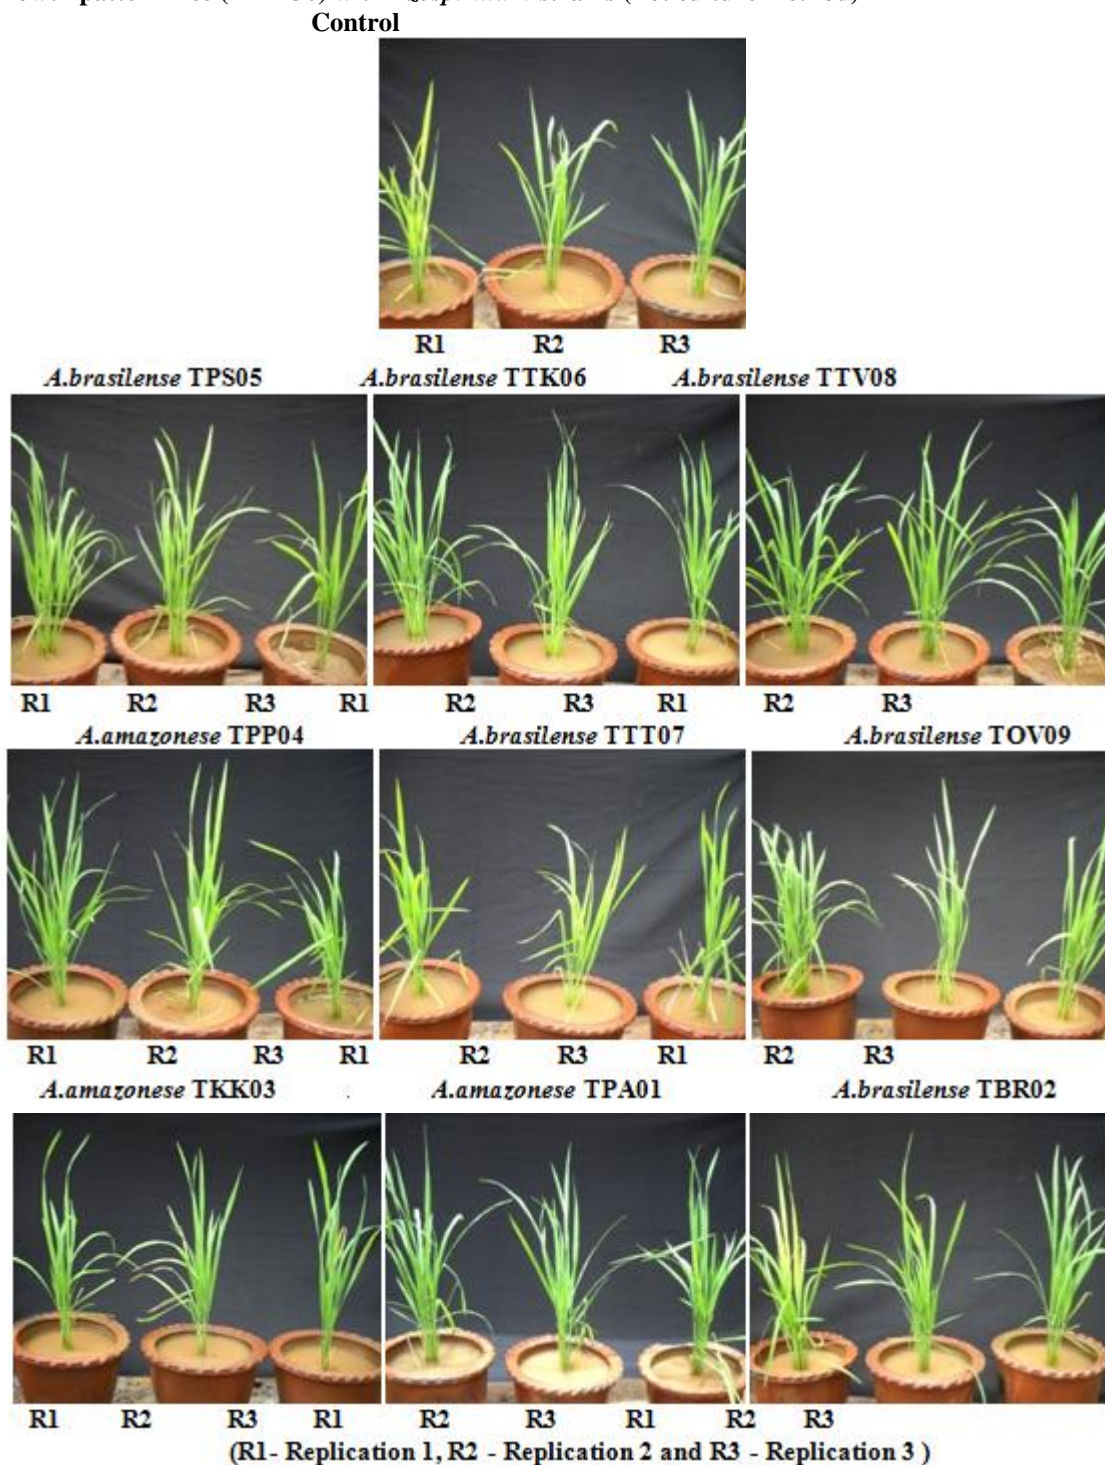 Control
R1 R2 R3
A.brasilense TPS05 A.brasilense TTK06 A.brasilense TTV08
R1 R2 R3 R1 R2 R3 R1 R2 R3
A.amazonese TPP04 A.brasilense TTT07 A.brasilense TOV09
R1 R2 R3 R1 R2 R3 R1 R2 R3
A.amazonese TKK03 . A.amazonese TPA01 A.brasilense TBR02
R1 R2 R3 R1 R2 R3 R1 R2 R3
(R1- Replication 1, R2 - Replication 2 and R3 - Replication 3 )